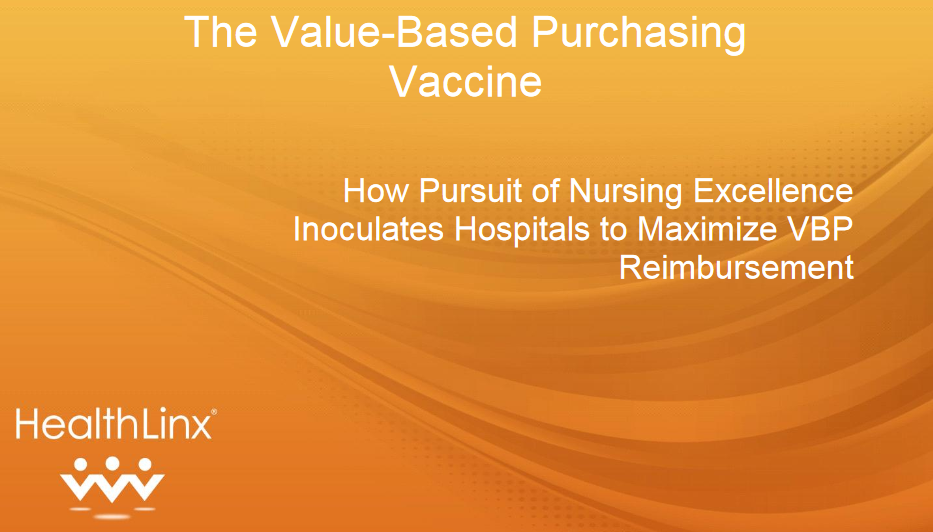 The Value-Based Purchasing
Vaccine
How Pursuit of Nursing Excellence
Inoculates Hospitals to Maximize VBP
Reimbursement
HealthLinx®